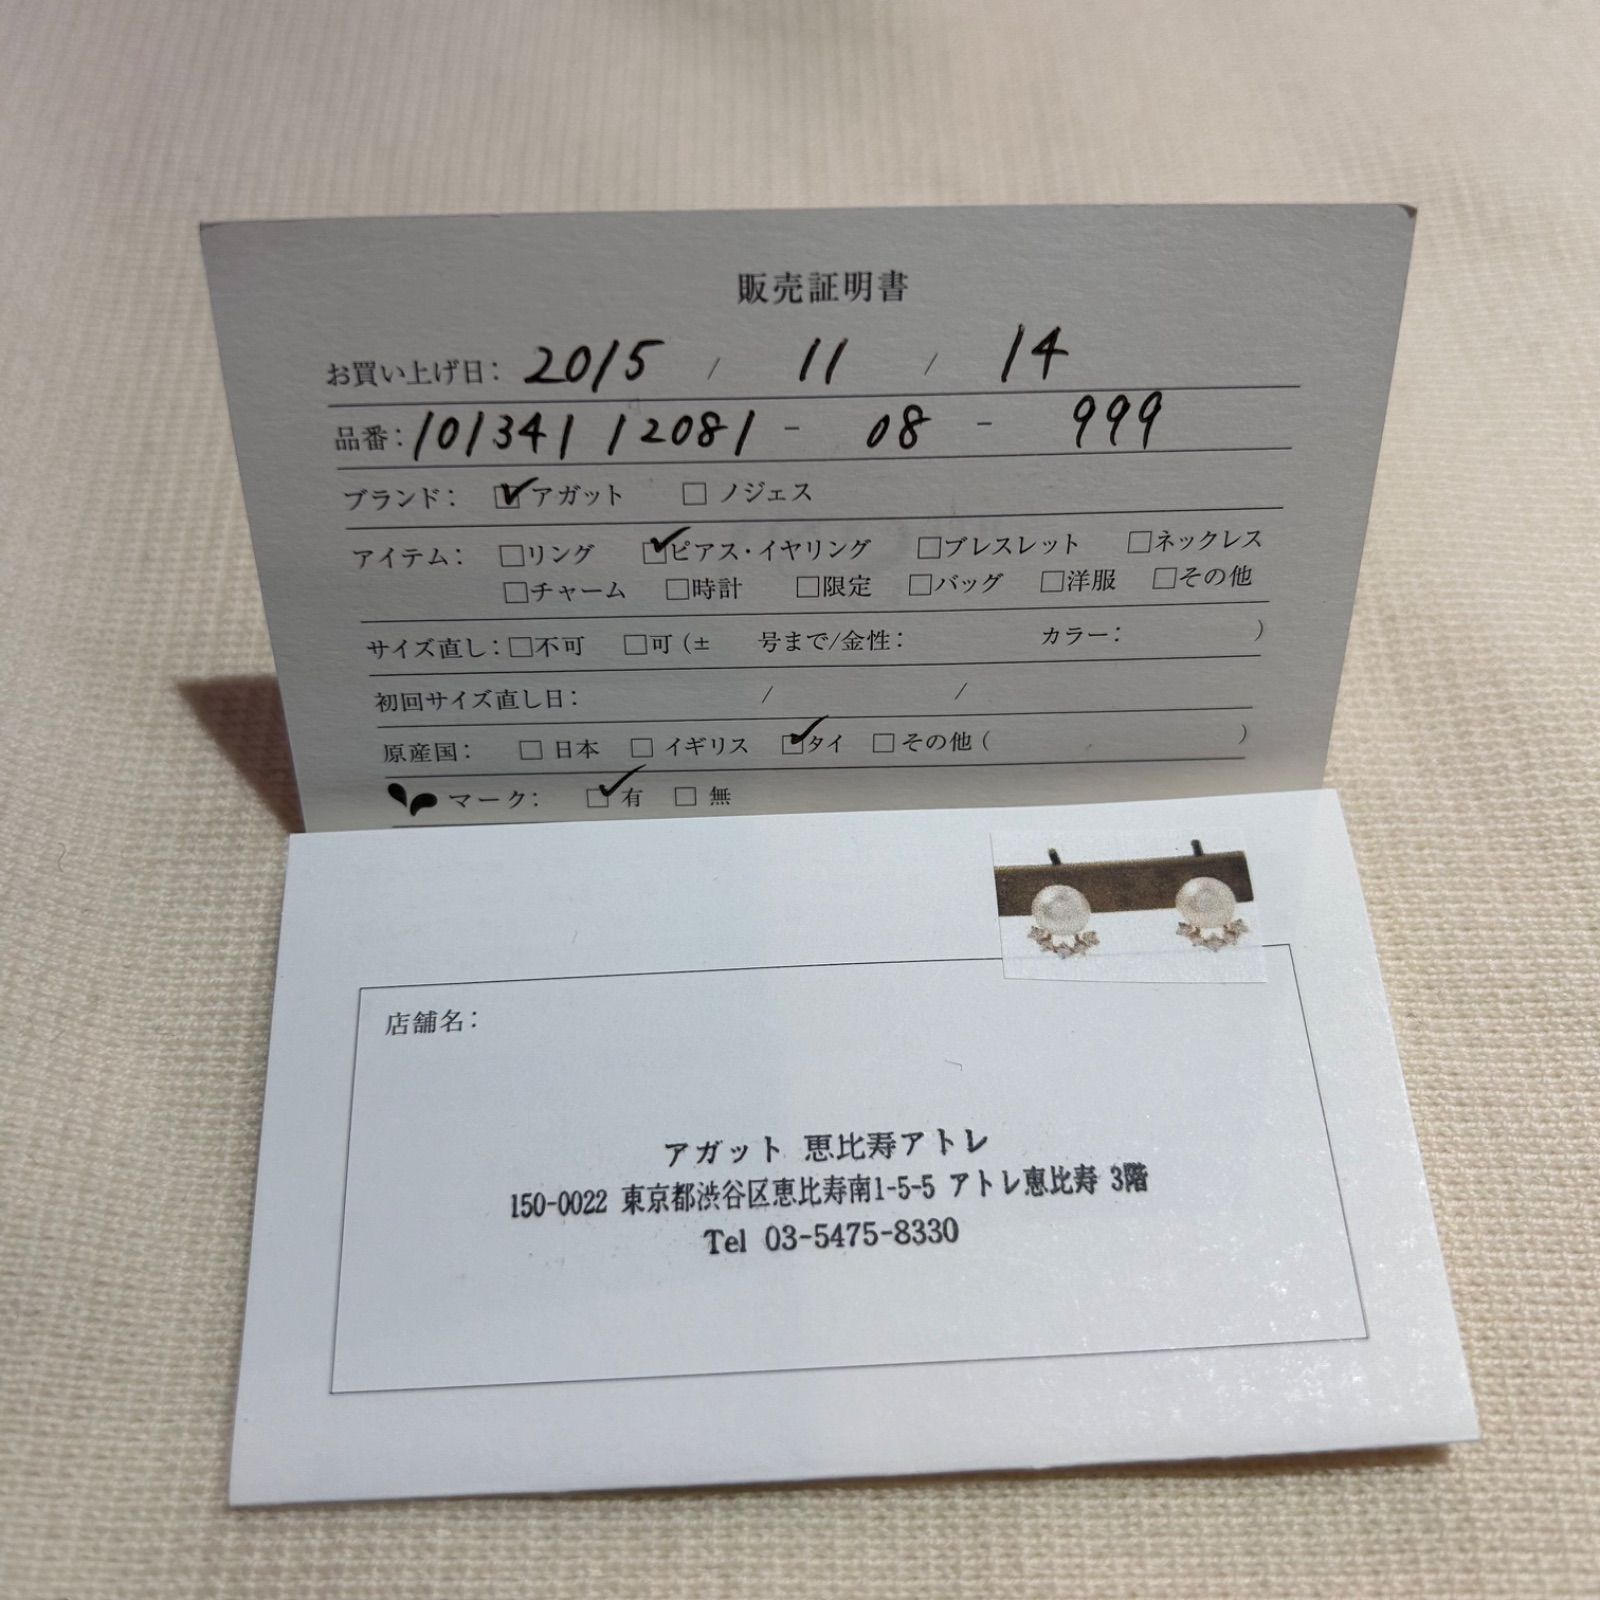 販売証明書
お買い上げ日: 2015 / 11 / 14
品番: 10134112081 - 08 - 999
ブランド: ☑アガット □ノジェス
アイテム: □リング ☑ピアス・イヤリング □ブレスレット □ネックレス
□チャーム □時計 □限定 □バッグ □洋服 □その他
サイズ直し: □不可 □可 (± 号まで/金性: カラー: )
初回サイズ直し日: / /
原産国: □日本 □イギリス ☑タイ □その他 ( )
マーク: ☑有 □無
店舗名:
アガット 恵比寿アトレ
150-0022 東京都渋谷区恵比寿南1-5-5 アトレ恵比寿 3階
Tel 03-5475-8330